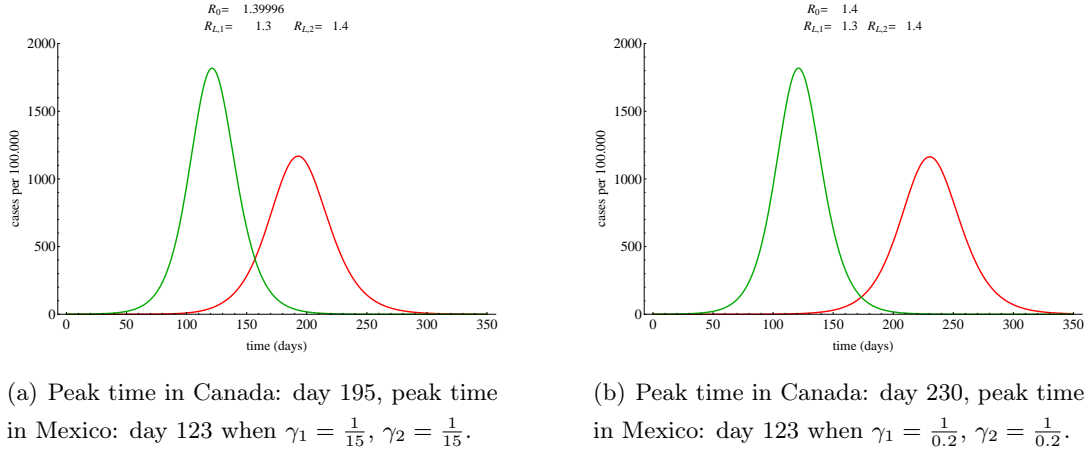 R0= 1.39996
RL,1= 1.3 RL,2= 1.4
2000
1500
1000
500
0
cases per 100.000
0 50 100 150 200 250 300 350
time (days)
(a) Peak time in Canada: day 195, peak time
in Mexico: day 123 when γ1 = 1/15, γ2 = 1/15.
R0= 1.4
RL,1= 1.3 RL,2= 1.4
2000
1500
1000
500
0
cases per 100.000
0 50 100 150 200 250 300 350
time (days)
(b) Peak time in Canada: day 230, peak time
in Mexico: day 123 when γ1 = 1/0.2, γ2 = 1/0.2.